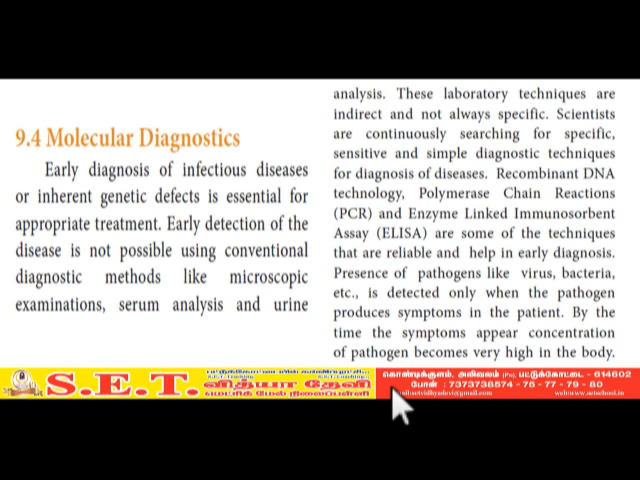 9.4 Molecular Diagnostics
Early diagnosis of infectious diseases
or inherent genetic defects is essential for
appropriate treatment. Early detection of the
disease is not possible using conventional
diagnostic methods like microscopic
examinations, serum analysis and urine
analysis. These laboratory techniques are
indirect and not always specific. Scientists
are continuously searching for specific,
sensitive and simple diagnostic techniques
for diagnosis of diseases. Recombinant DNA
technology, Polymerase Chain Reactions
(PCR) and Enzyme Linked Immunosorbent
Assay (ELISA) are some of the techniques
that are reliable and help in early diagnosis.
Presence of pathogens like virus, bacteria,
etc., is detected only when the pathogen
produces symptoms in the patient. By the
time the symptoms appear concentration
of pathogen becomes very high in the body.
S.E.T.
வித்யா தேவி
மெட்ரிக் மேல் நிலைப்பள்ளி
கொண்டிக்குளம், அலிவலம் (Po), பட்டுக்கோட்டை - 614602
போன் : 7373738574 - 75 - 77 - 79 - 80